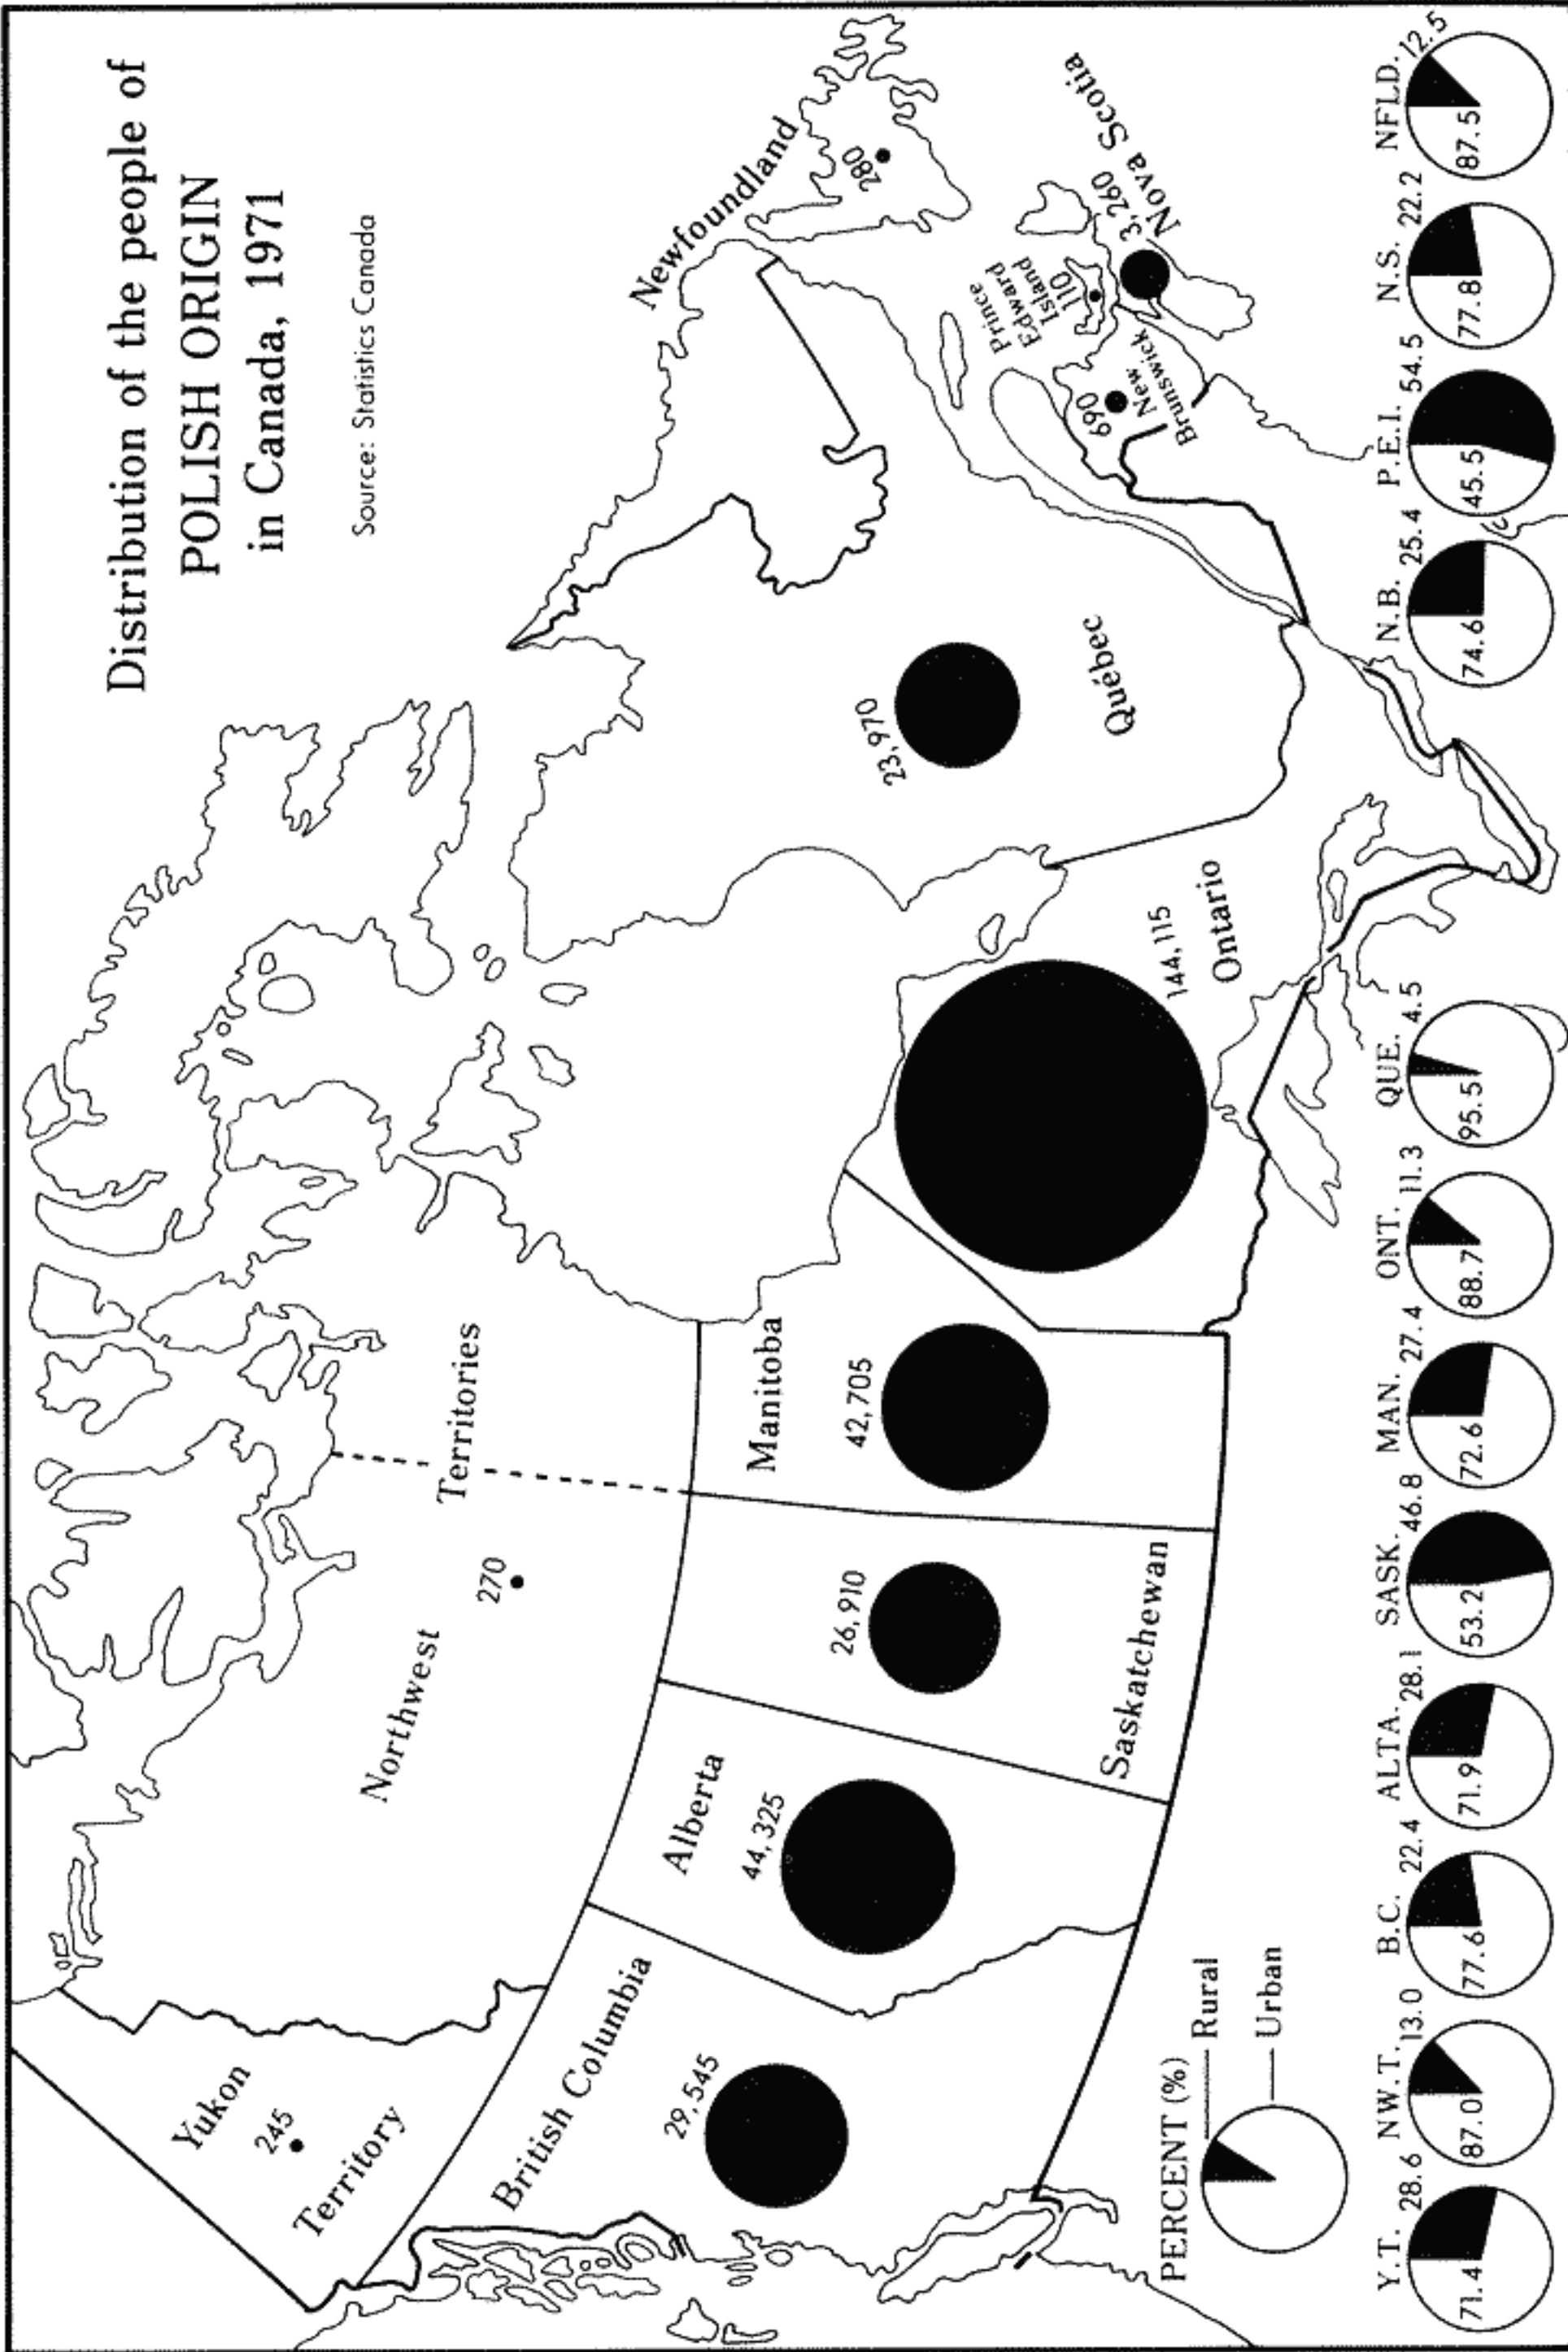 Distribution of the people of
POLISH ORIGIN
in Canada, 1971
Source: Statistics Canada
Yukon
245
Territory
Northwest
Territories
270
British Columbia
29,545
Alberta
44,325
26,910
Saskatchewan
Manitoba
42,705
144,115
Ontario
23,970
Québec
Newfoundland
280
Prince
Edward
Island
110
690
New
Brunswick
3,260
Nova Scotia
PERCENT (%)
Rural
Urban
Y.T. 28.6
71.4
NW.T. 13.0
87.0
B.C. 22.4
77.6
ALTA. 28.1
71.9
SASK. 46.8
53.2
MAN. 27.4
72.6
ONT. 11.3
88.7
QUE. 4.5
95.5
N.B. 25.4
74.6
P.E.I. 54.5
45.5
N.S. 22.2
77.8
NFLD. 12.5
87.5